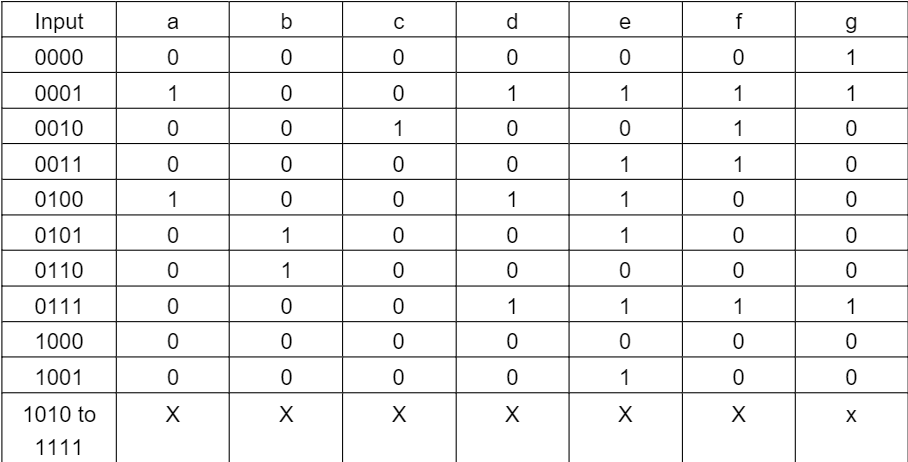 Input a b c d e f g
0000 0 0 0 0 0 0 1
0001 1 0 0 1 1 1 1
0010 0 0 1 0 0 1 0
0011 0 0 0 0 1 1 0
0100 1 0 0 1 1 0 0
0101 0 1 0 0 1 0 0
0110 0 1 0 0 0 0 0
0111 0 0 0 1 1 1 1
1000 0 0 0 0 0 0 0
1001 0 0 0 0 1 0 0
1010 to X X X X X X x
1111